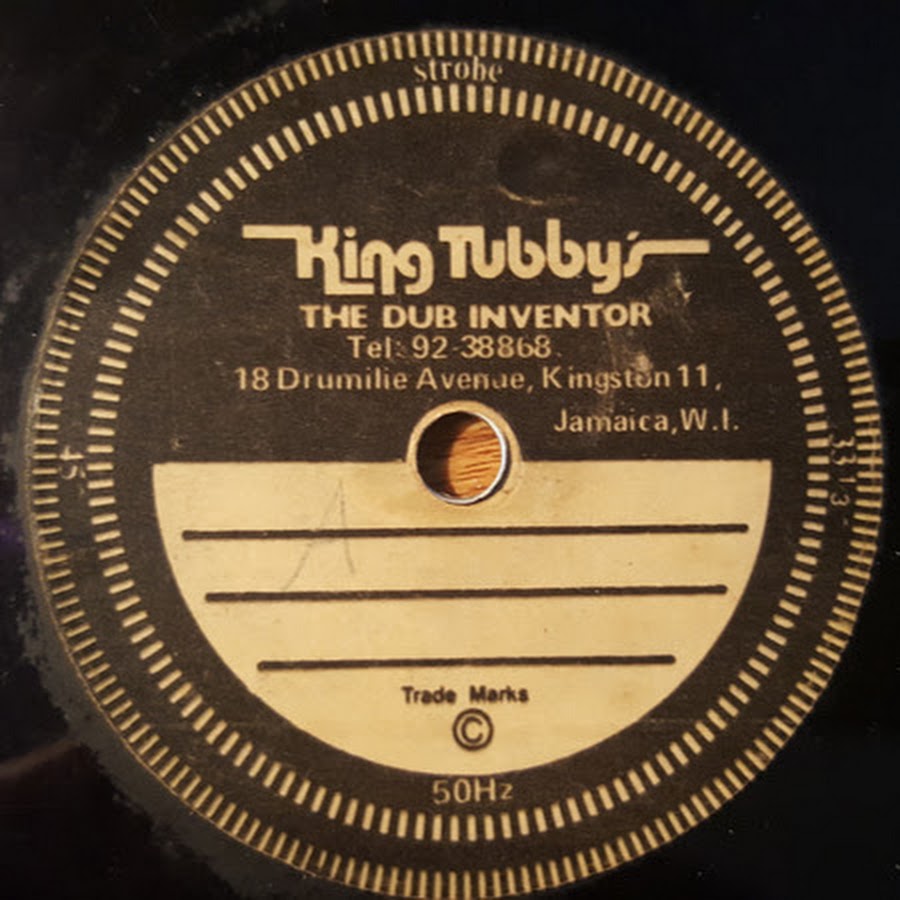 strobe
King Tubby's
THE DUB INVENTOR
Tel: 92-38868
18 Drumilie Avenue, Kingston 11,
Jamaica, W.I.
45
33 1 3
A
Trade Marks
©
50Hz